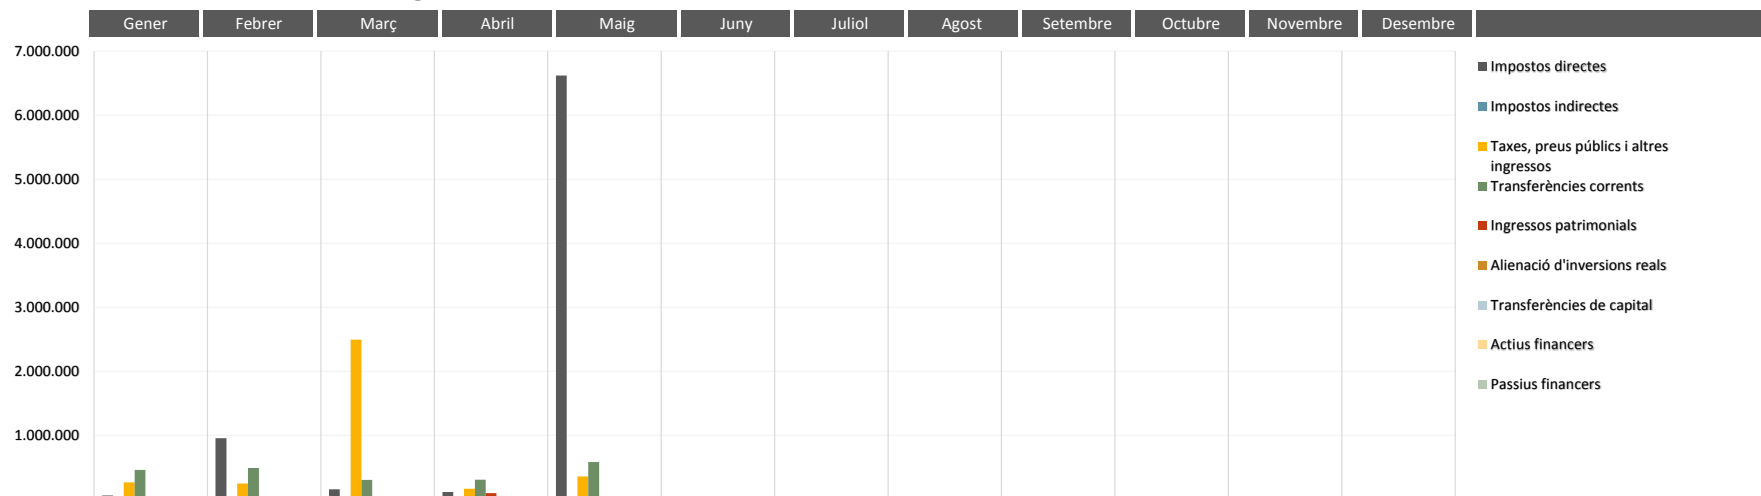 Gener Febrer Març Abril Maig Juny Juliol Agost Setembre Octubre Novembre Desembre
7.000.000
6.000.000
5.000.000
4.000.000
3.000.000
2.000.000
1.000.000
Impostos directes
Impostos indirectes
Taxes, preus públics i altres
ingressos
Transferències corrents
Ingressos patrimonials
Alienació d'inversions reals
Transferències de capital
Actius financers
Passius financers